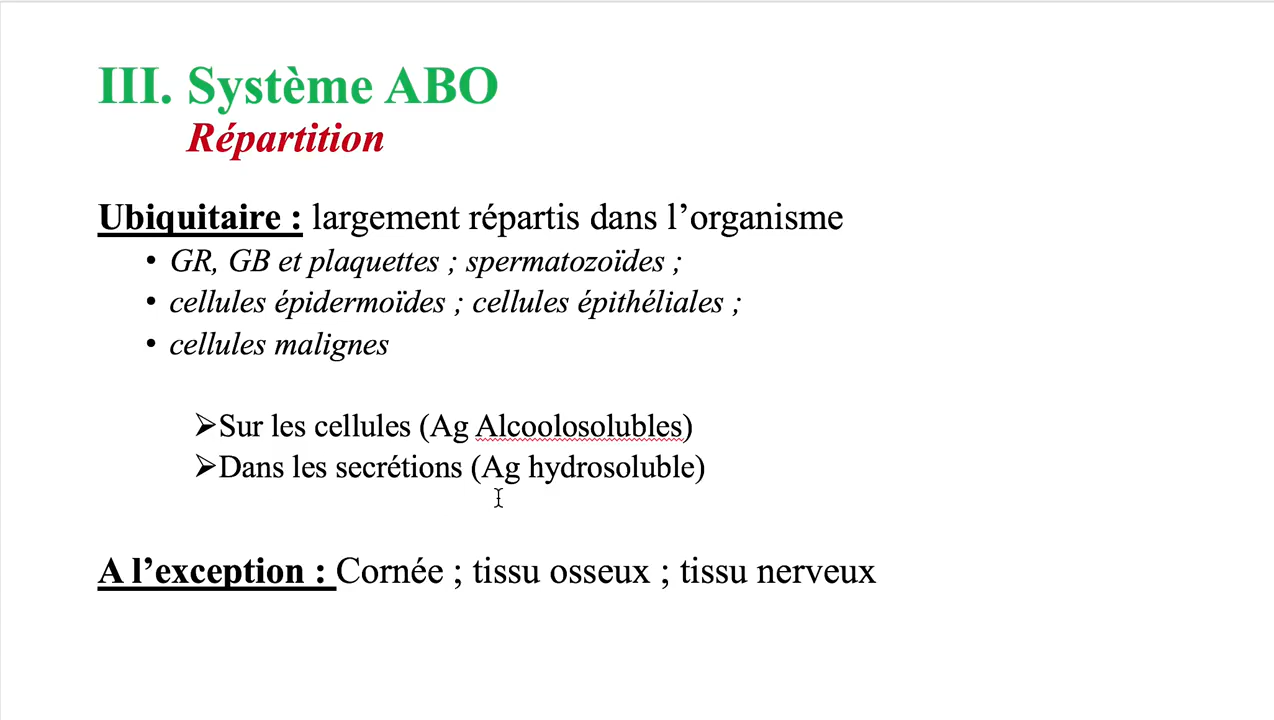 III. Système ABO
Répartition
Ubiquitaire : largement répartis dans l’organisme
• GR, GB et plaquettes ; spermatozoïdes ;
• cellules épidermoïdes ; cellules épithéliales ;
• cellules malignes
➢Sur les cellules (Ag Alcoolosolubles)
➢Dans les secrétions (Ag hydrosoluble)
A l’exception : Cornée ; tissu osseux ; tissu nerveux